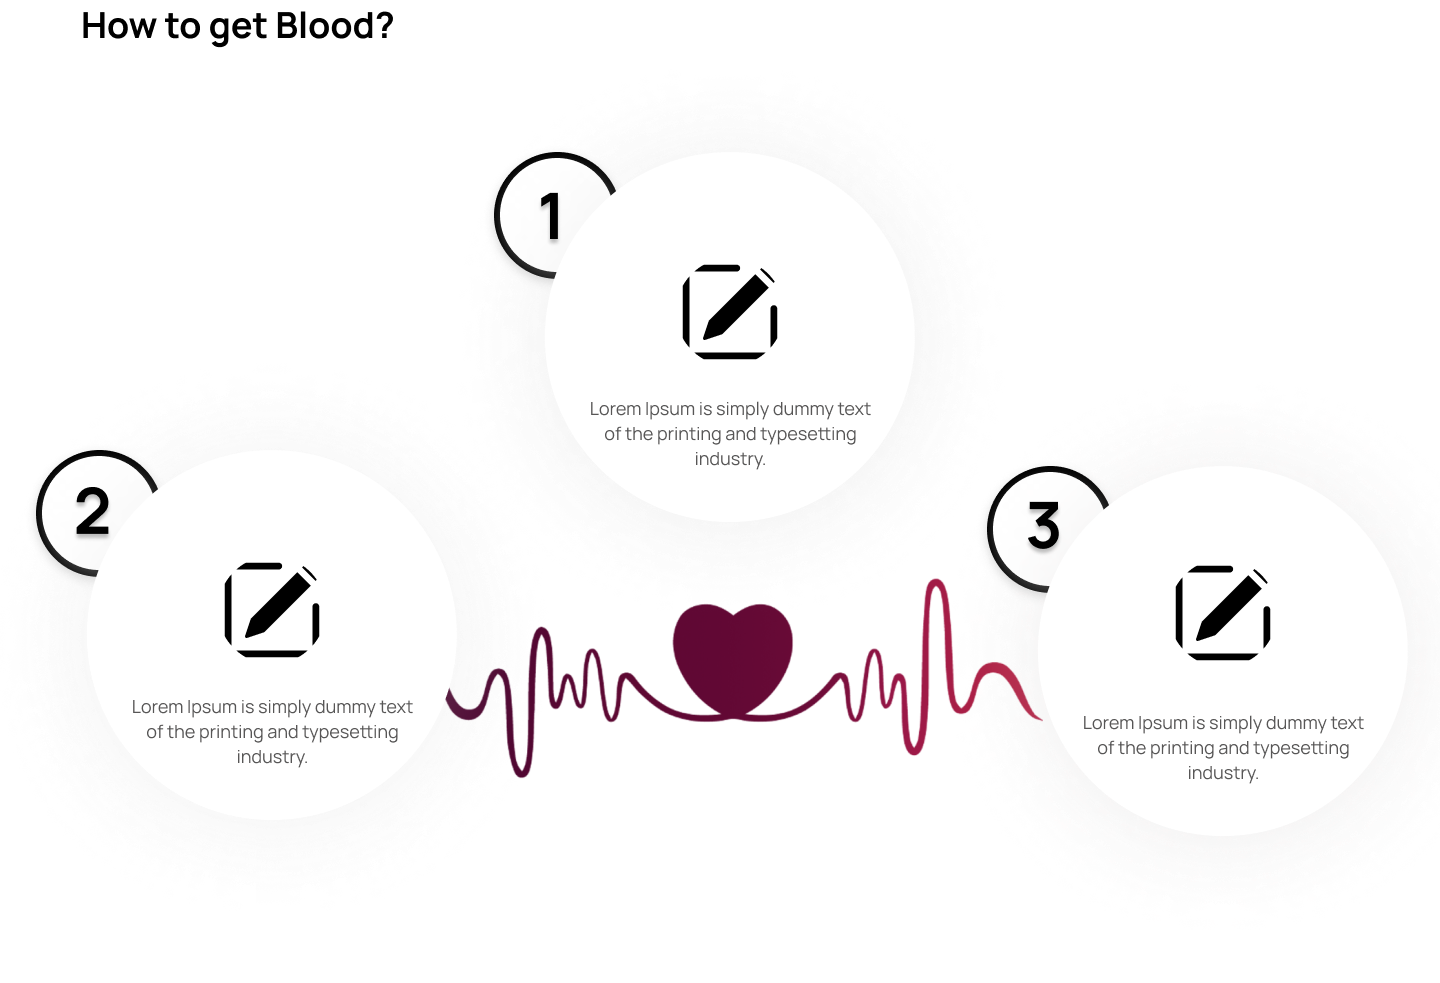 How to get Blood?
1
Lorem Ipsum is simply dummy text
of the printing and typesetting
industry.
2
Lorem Ipsum is simply dummy text
of the printing and typesetting
industry.
3
Lorem Ipsum is simply dummy text
of the printing and typesetting
industry.